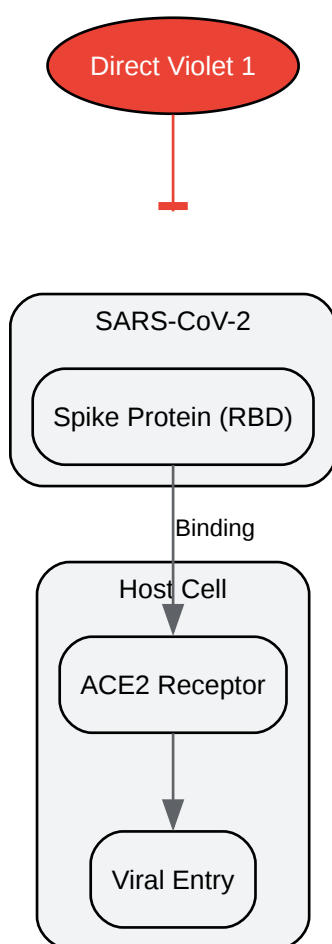 Direct Violet 1
SARS-CoV-2
Spike Protein (RBD)
Binding
Host Cell
ACE2 Receptor
Viral Entry